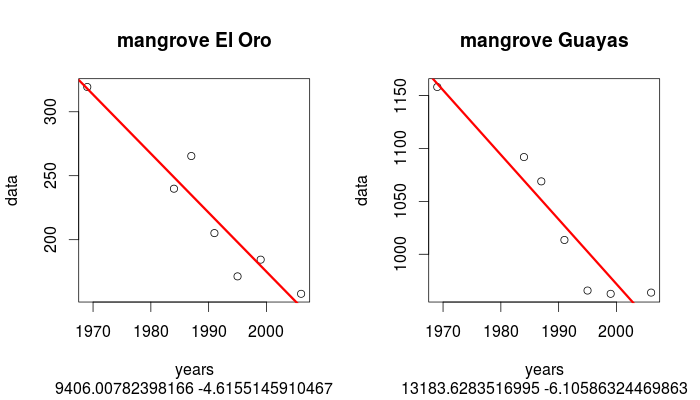 mangrove El Oro
data
300
250
200
1970 1980 1990 2000
years
9406.00782398166 -4.6155145910467
mangrove Guayas
data
1150
1100
1050
1000
1970 1980 1990 2000
years
13183.6283516995 -6.10586324469863